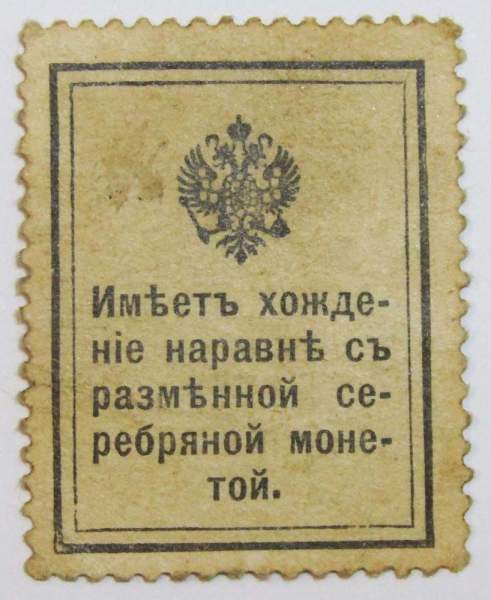 Имѣетъ хожде-
ніе наравнѣ съ
размѣнной се-
ребряной моне-
той.